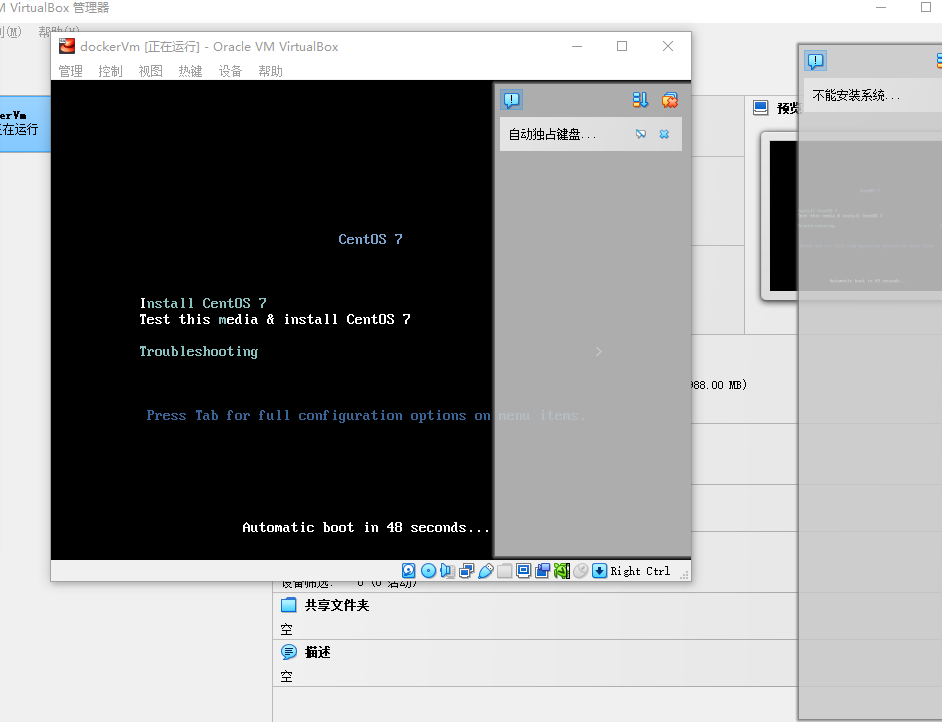 M VirtualBox 管理器
dockerVm [正在运行] - Oracle VM VirtualBox
管理 控制 视图 热键 设备 帮助
erVm
正在运行
自动独占键盘...
不能安装系统...
预览
CentOS 7
Install CentOS 7
Test this media & install CentOS 7
Troubleshooting
Press Tab for full configuration options on menu items.
Automatic boot in 48 seconds...
988.00 MB)
Right Ctrl
设备筛选: 0 (0 活动)
共享文件夹
空
描述
空